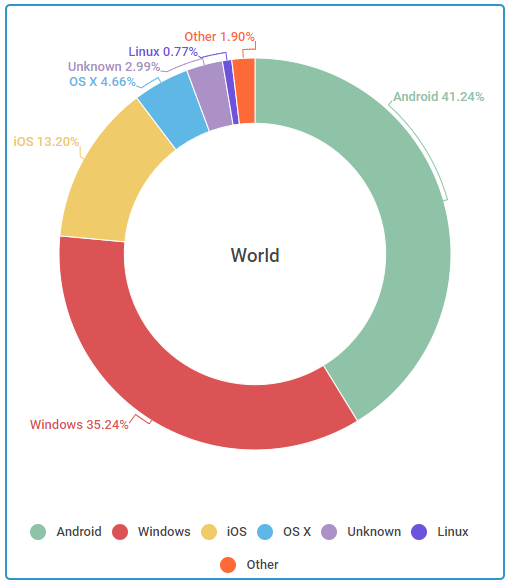 Other 1.90%
Linux 0.77%
Unknown 2.99%
OS X 4.66%
Android 41.24%
iOS 13.20%
World
Windows 35.24%
Android Windows iOS OS X Unknown Linux
Other